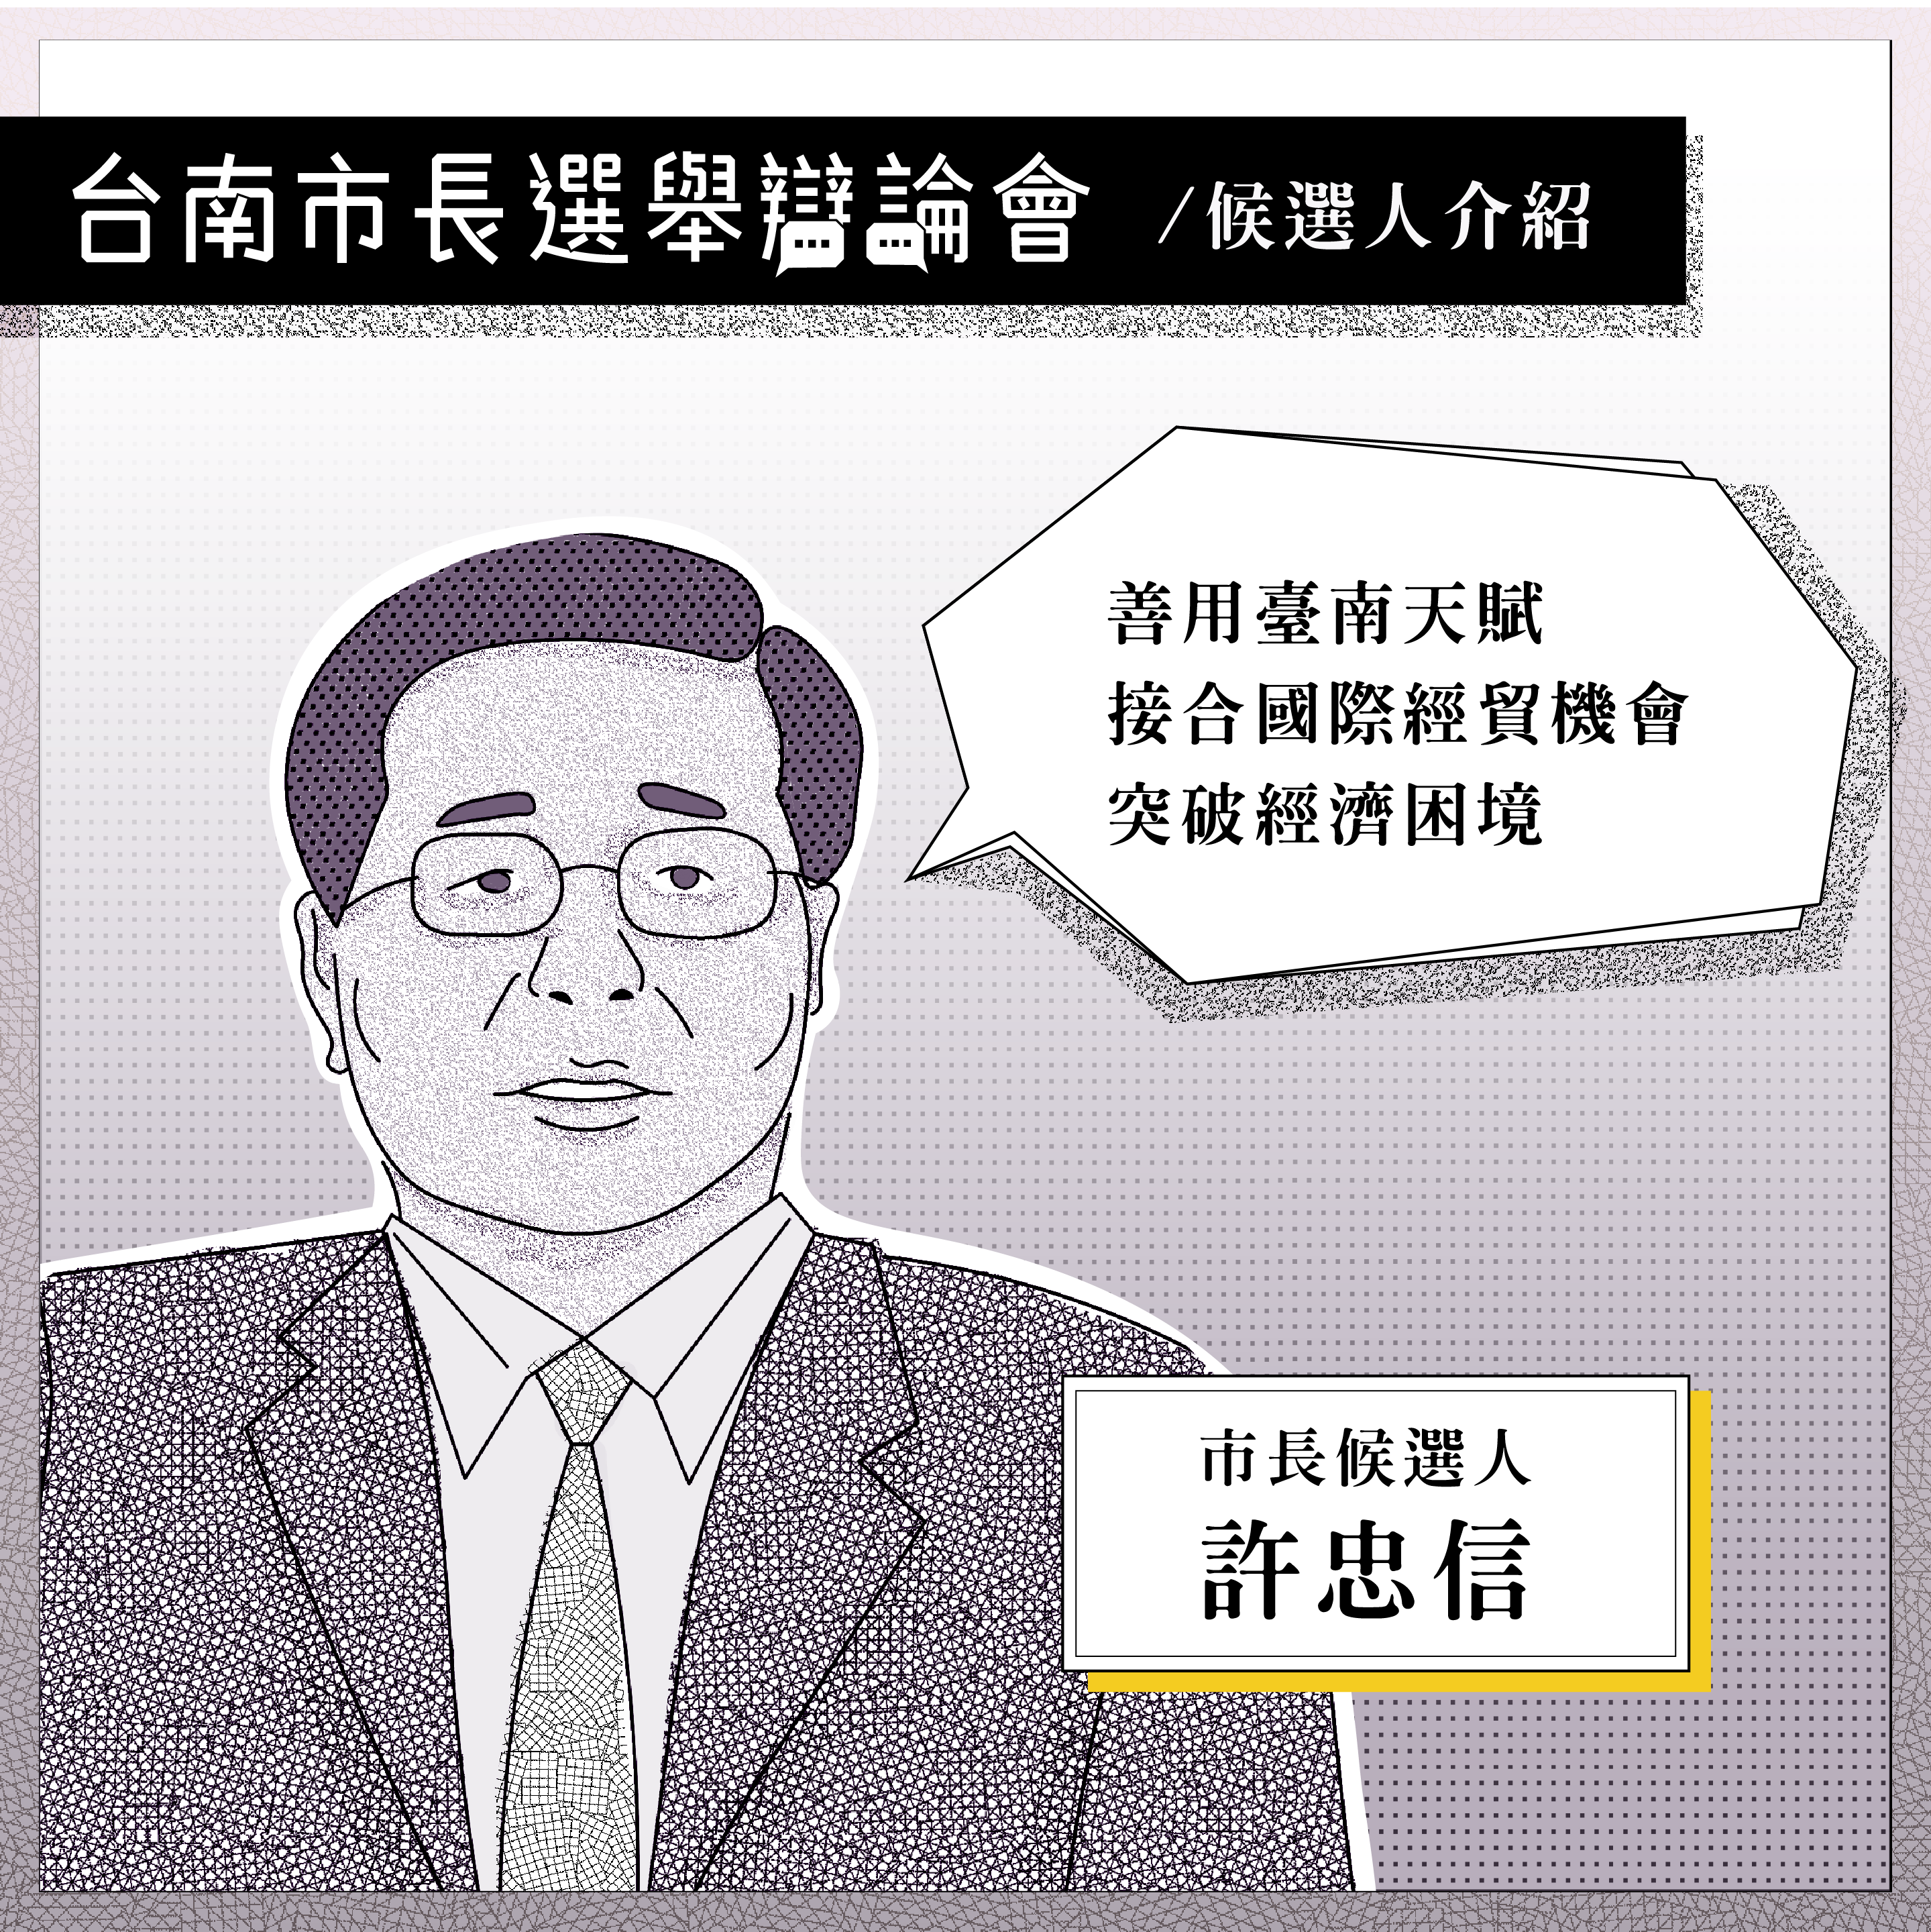 台南市長選舉辯論會 /候選人介紹
善用臺南天賦
接合國際經貿機會
突破經濟困境
市長候選人
許忠信